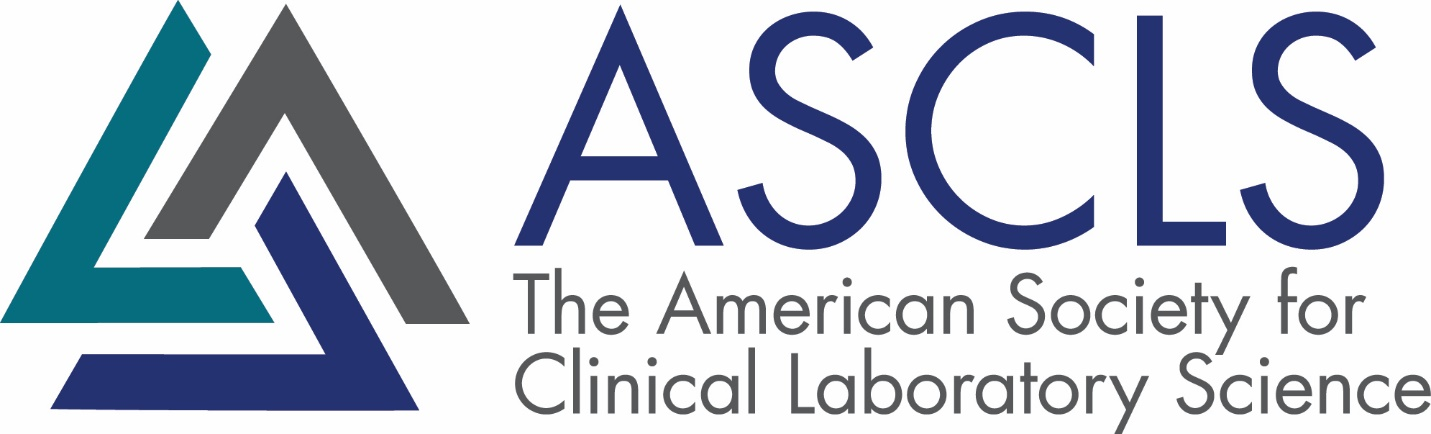 ASCLS
The American Society for
Clinical Laboratory Science